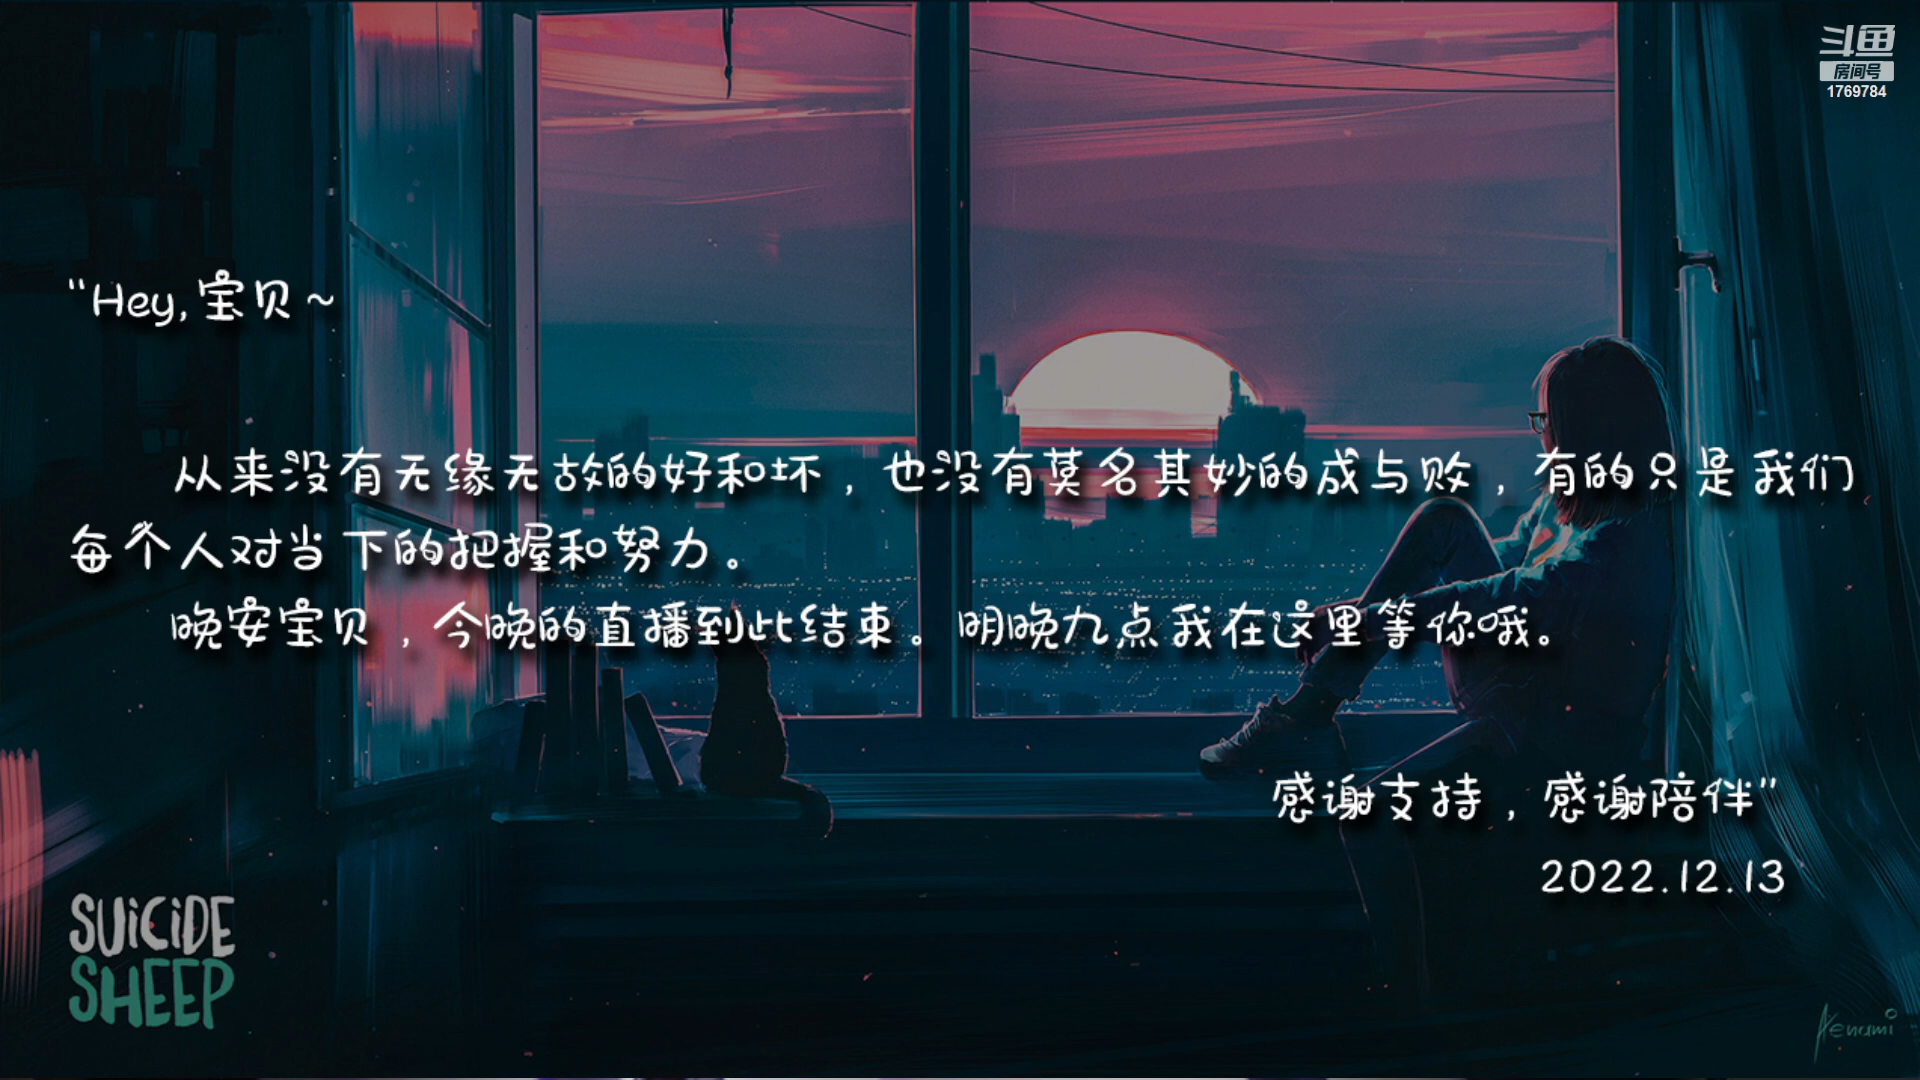 斗鱼
房间号
1769784
“Hey,宝贝~
从来没有无缘无故的好和坏，也没有莫名其妙的成与败，有的只是我们
每个人对当下的把握和努力。
晚安宝贝，今晚的直播到此结束。明晚九点我在这里等你哦。
感谢支持，感谢陪伴”
2022.12.13
SUiCiDE
SHEEP
Aenami